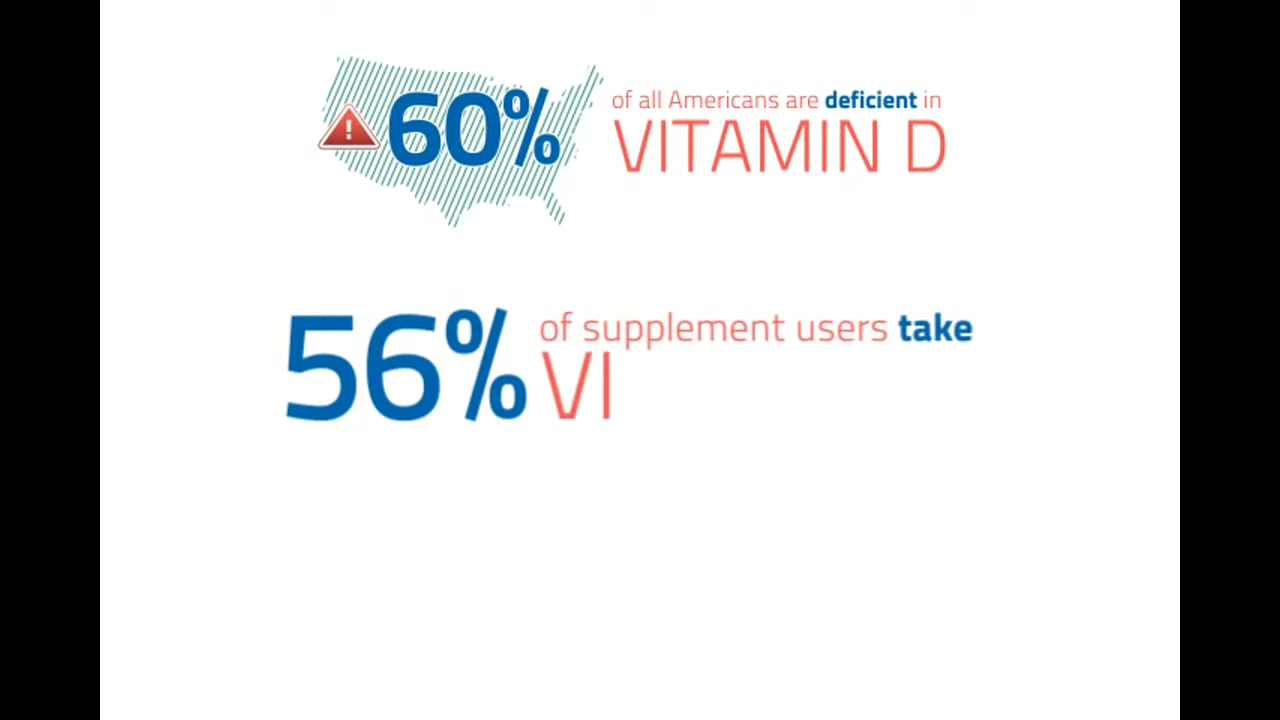 60%
of all Americans are deficient in
VITAMIN D
56%
of supplement users take
VI